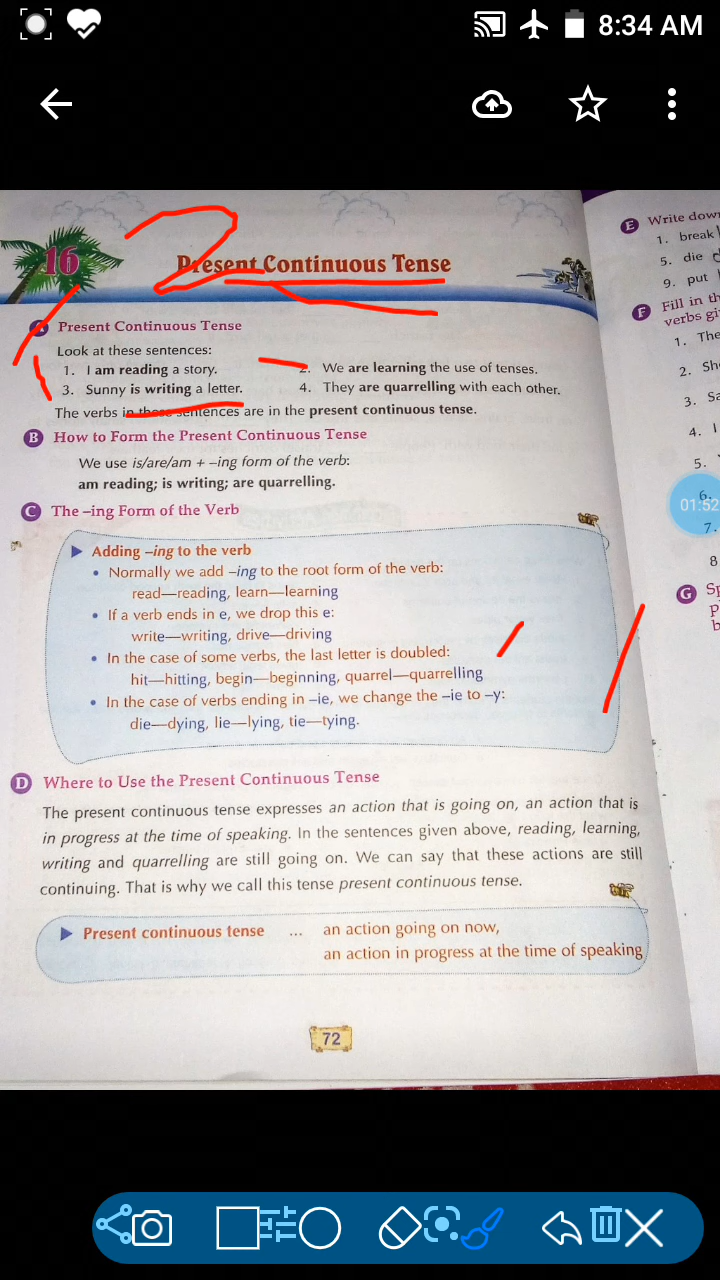 8:34 AM
16
Present Continuous Tense
A Present Continuous Tense
Look at these sentences:
1. I am reading a story. 2. We are learning the use of tenses.
3. Sunny is writing a letter. 4. They are quarrelling with each other.
The verbs in these sentences are in the present continuous tense.
B How to Form the Present Continuous Tense
We use is/are/am + –ing form of the verb:
am reading; is writing; are quarrelling.
C The –ing Form of the Verb
Adding –ing to the verb
• Normally we add –ing to the root form of the verb:
read—reading, learn—learning
• If a verb ends in e, we drop this e:
write—writing, drive—driving
• In the case of some verbs, the last letter is doubled:
hit—hitting, begin—beginning, quarrel—quarrelling
• In the case of verbs ending in –ie, we change the –ie to –y:
die—dying, lie—lying, tie—tying.
D Where to Use the Present Continuous Tense
The present continuous tense expresses an action that is going on, an action that is
in progress at the time of speaking. In the sentences given above, reading, learning,
writing and quarrelling are still going on. We can say that these actions are still
continuing. That is why we call this tense present continuous tense.
Present continuous tense ... an action going on now,
an action in progress at the time of speaking
72
E Write down
1. break
5. die
9. put
F Fill in th
verbs gi
1. The
2. Sh
3. Sa
4. I
5.
6.
01:52
7.
8
G Sp
p
b